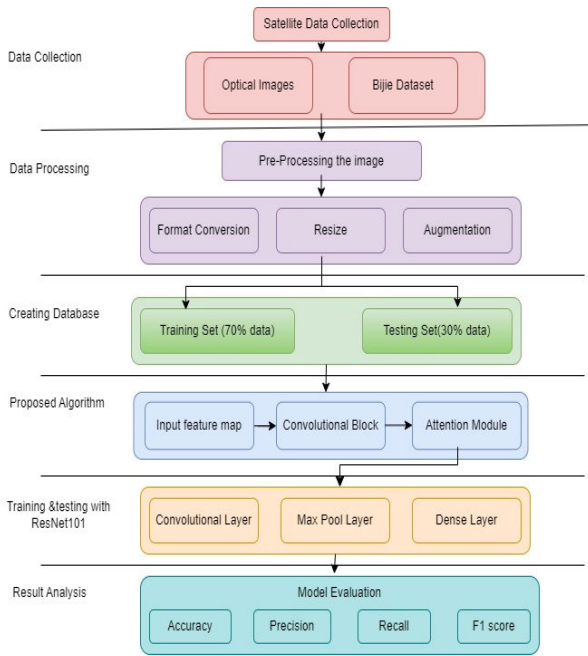 Satellite Data Collection
Data Collection
Optical Images
Bijie Dataset
Pre-Processing the image
Data Processing
Format Conversion
Resize
Augmentation
Creating Database
Training Set (70% data)
Testing Set(30% data)
Proposed Algorithm
Input feature map
Convolutional Block
Attention Module
Training &testing with
ResNet101
Convolutional Layer
Max Pool Layer
Dense Layer
Result Analysis
Model Evaluation
Accuracy
Precision
Recall
F1 score